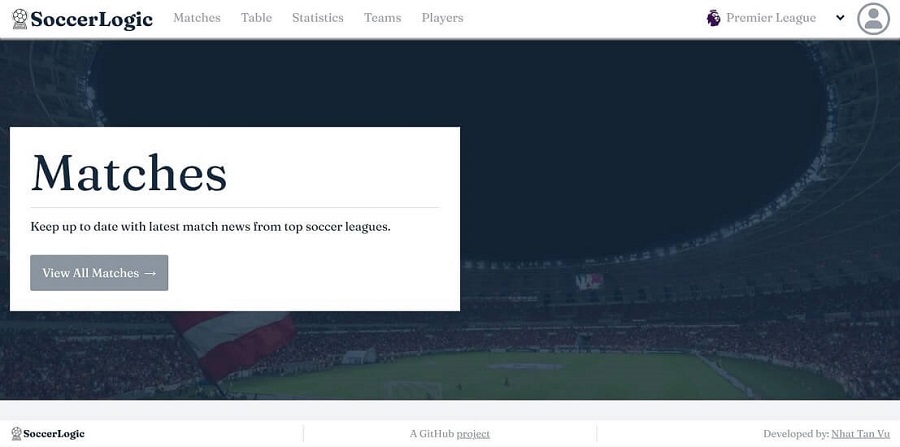 SoccerLogic
Matches Table Statistics Teams Players
Premier League
Matches
Keep up to date with latest match news from top soccer leagues.
View All Matches →
SoccerLogic
A GitHub project
Developed by: Nhat Tan Vu